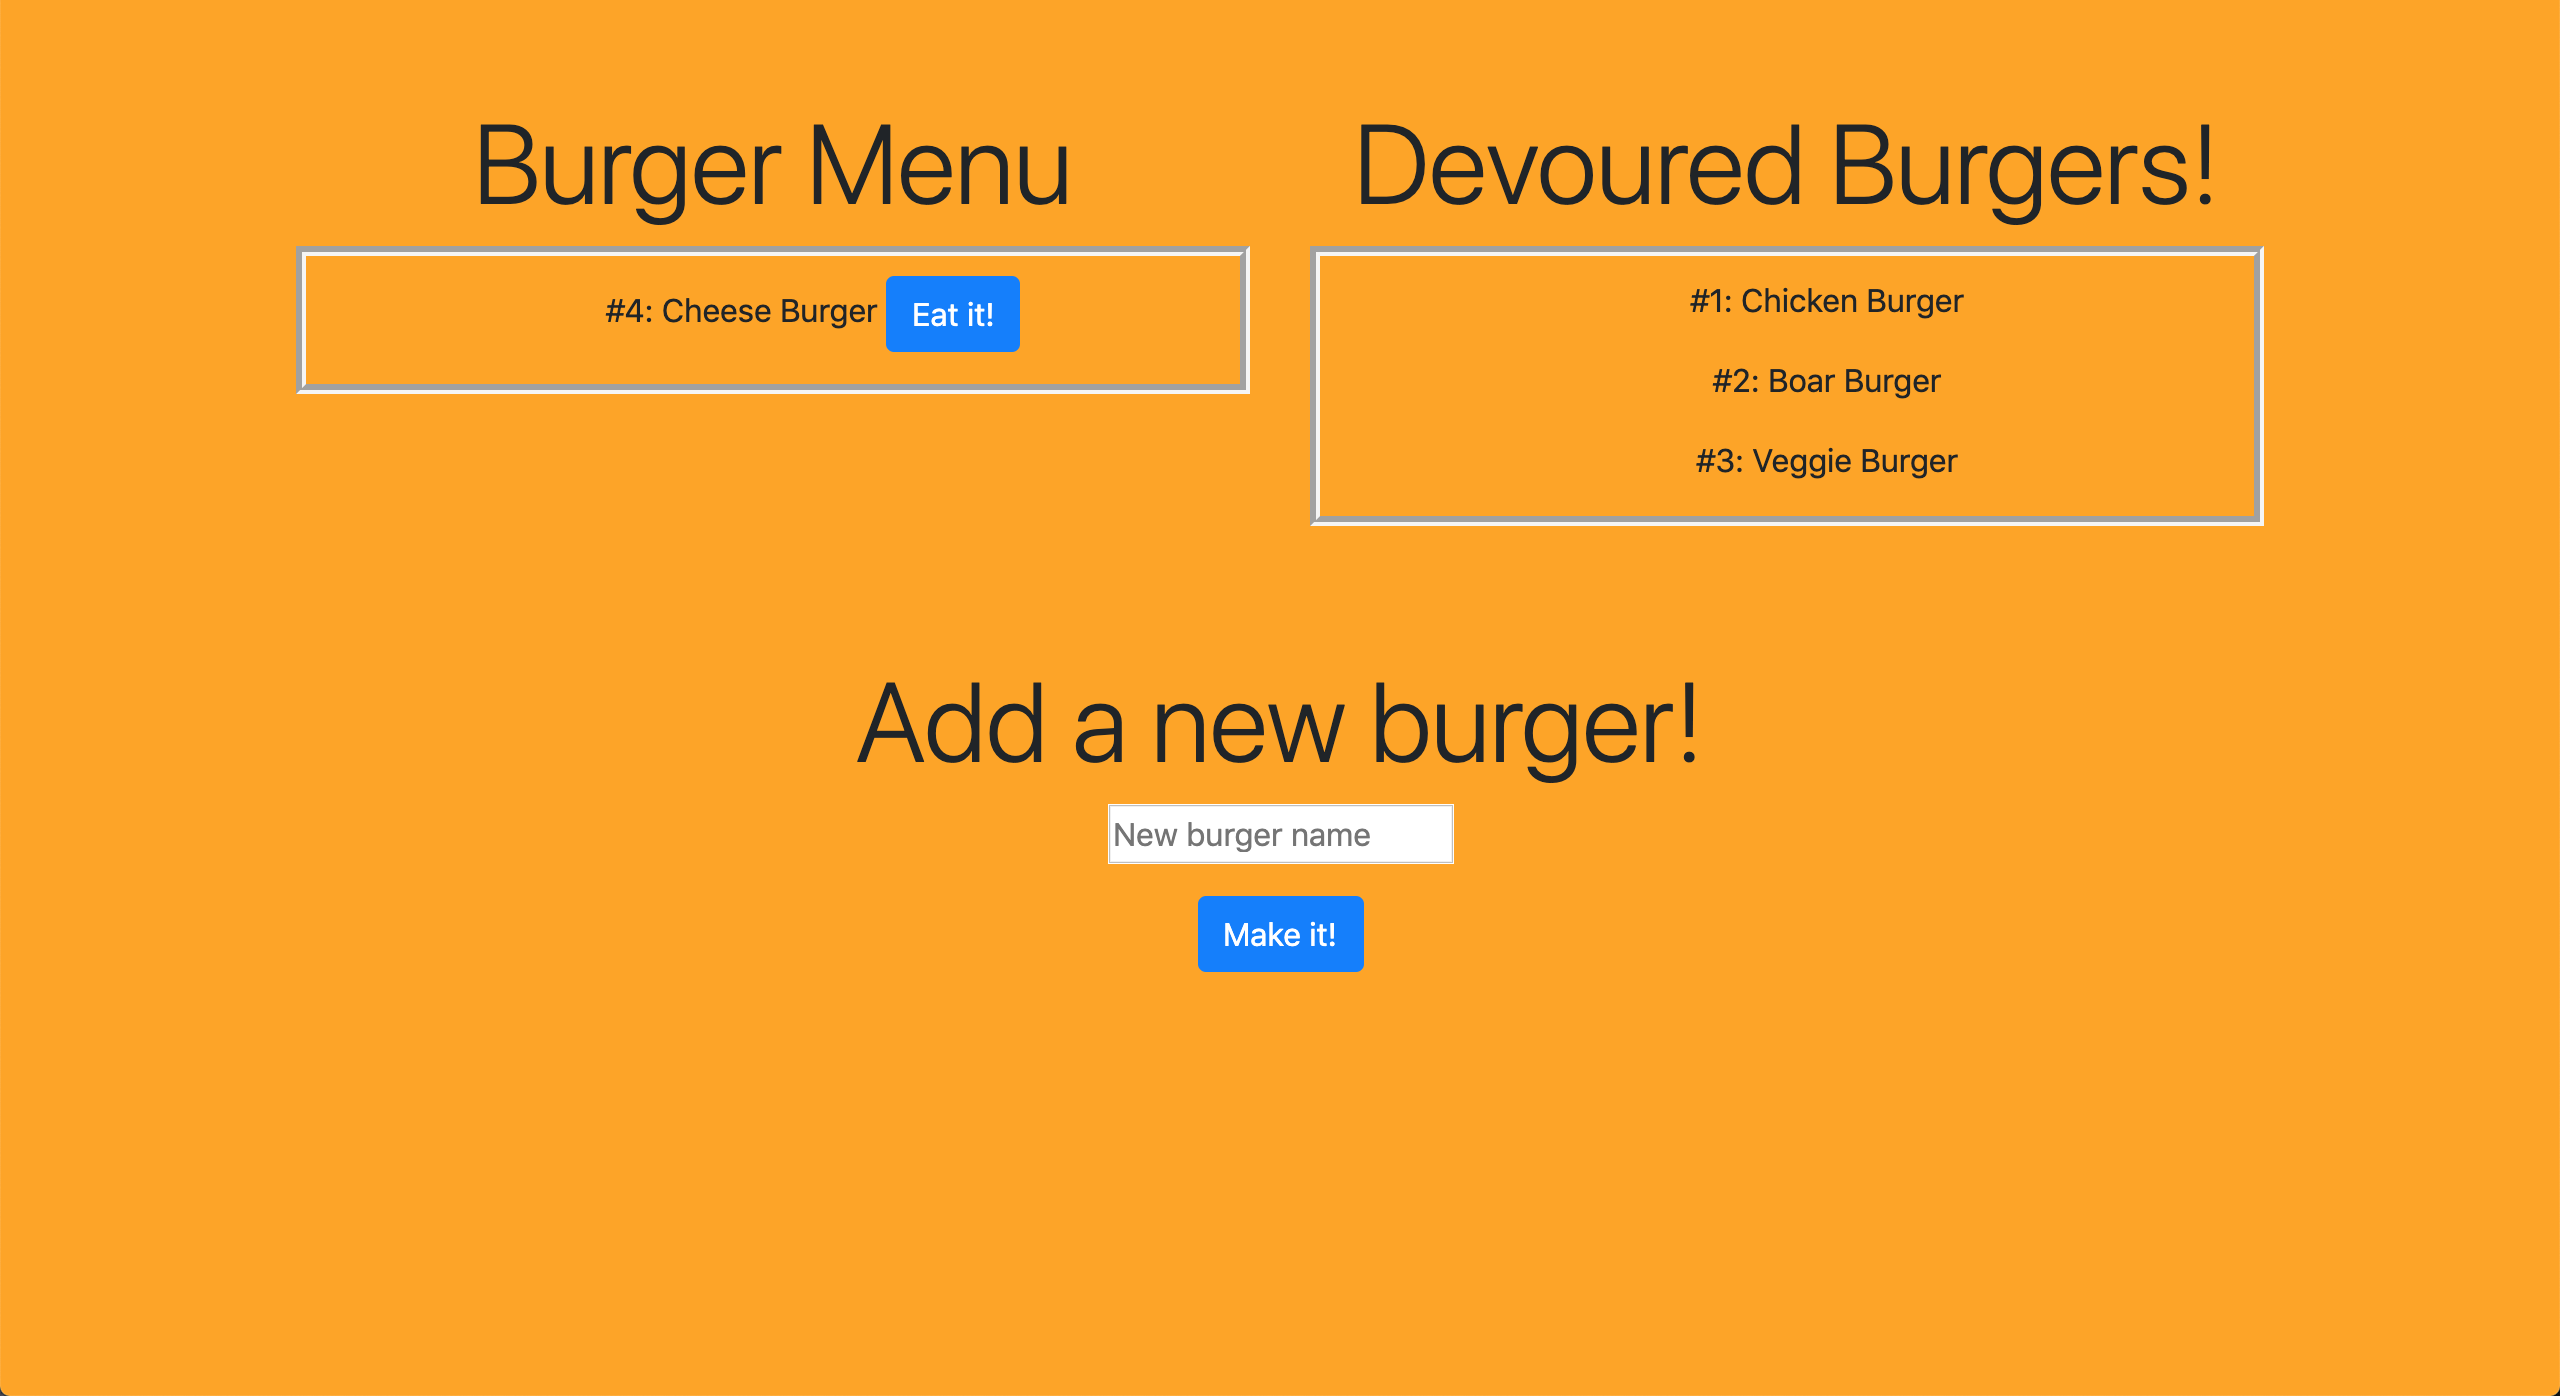 Burger Menu
#4: Cheese Burger Eat it!
Devoured Burgers!
#1: Chicken Burger
#2: Boar Burger
#3: Veggie Burger
Add a new burger!
New burger name
Make it!